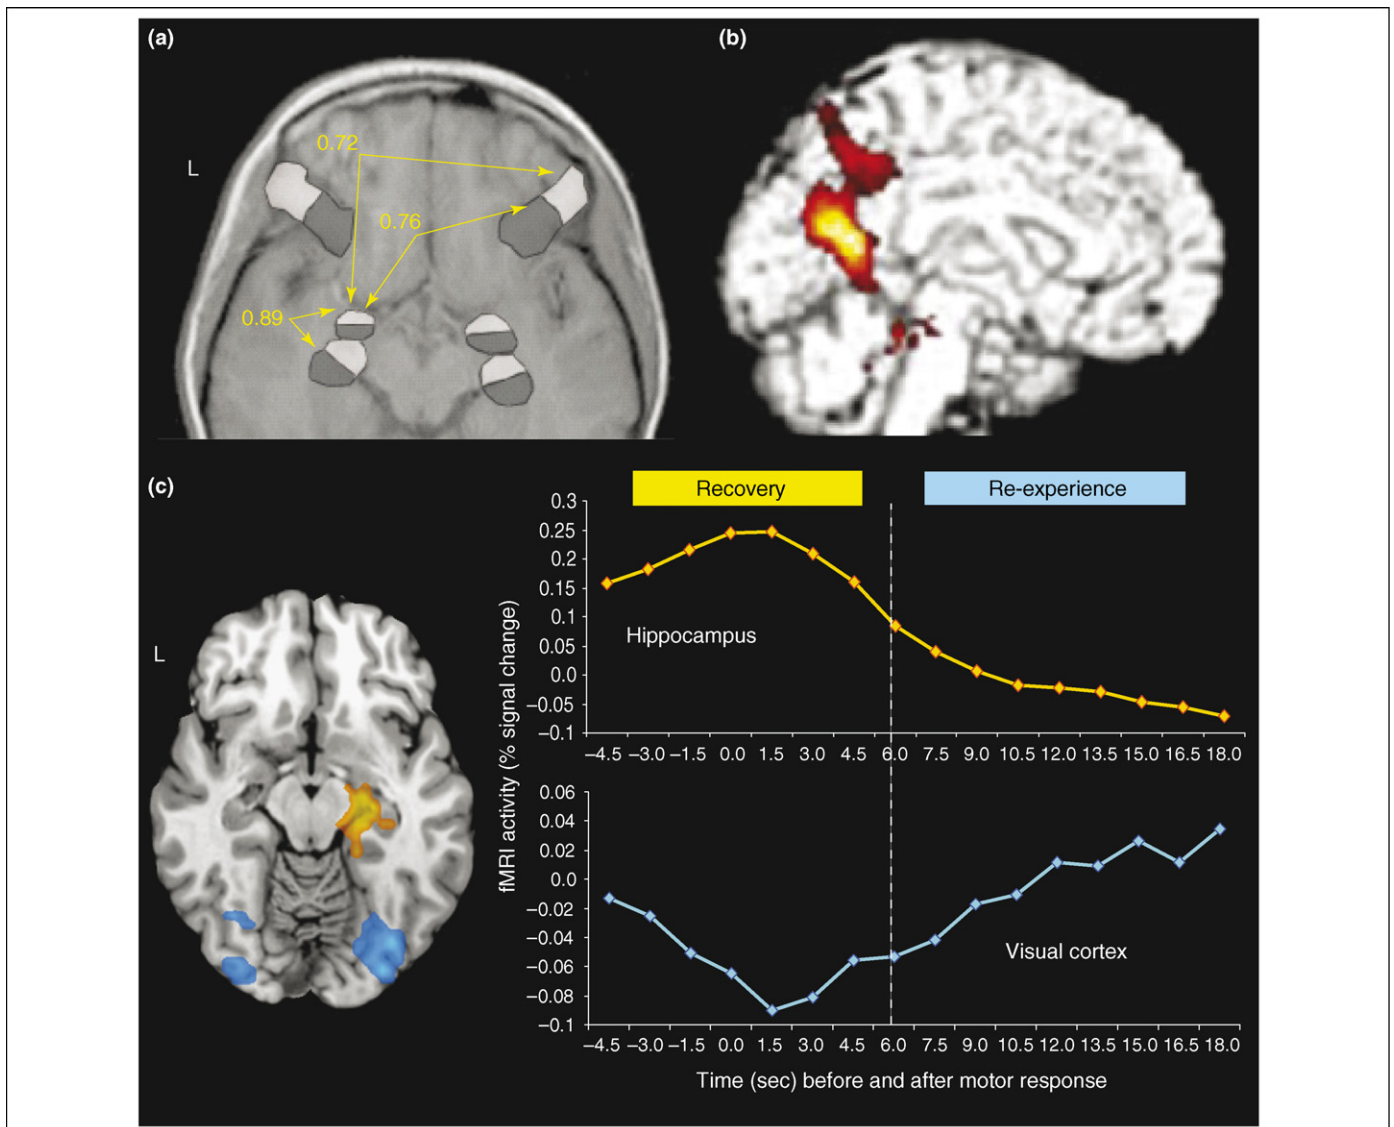 (a)
(b)
L
0.72
0.76
0.89
(c)
L
Recovery
Re-experience
fMRI activity (% signal change)
0.3
0.25
0.2
0.15
0.1
0.05
0.0
−0.05
−0.1
Hippocampus
−4.5 −3.0 −1.5 0.0 1.5 3.0 4.5 6.0 7.5 9.0 10.5 12.0 13.5 15.0 16.5 18.0
0.06
0.04
0.02
0.0
−0.02
−0.04
−0.06
−0.08
−0.1
Visual cortex
−4.5 −3.0 −1.5 0.0 1.5 3.0 4.5 6.0 7.5 9.0 10.5 12.0 13.5 15.0 16.5 18.0
Time (sec) before and after motor response